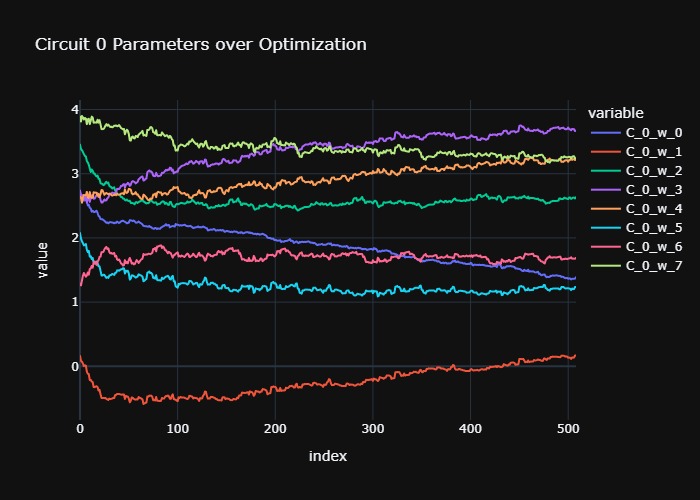 Circuit 0 Parameters over Optimization
variable
C_0_w_0
C_0_w_1
C_0_w_2
C_0_w_3
C_0_w_4
C_0_w_5
C_0_w_6
C_0_w_7
value
4
3
2
1
0
0 100 200 300 400 500
index